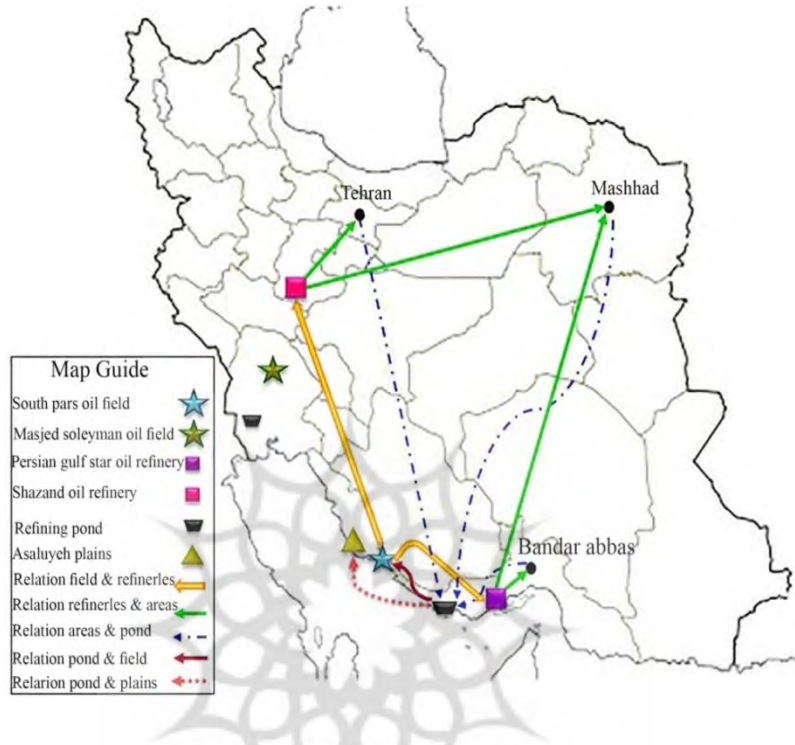 Tehran
Mashhad
Map Guide
South pars oil field
Masjed soleyman oil field
Persian gulf star oil refinery
Shazand oil refinery
Refining pond
Asaluyeh plains
Relation field & refinerles
Relation refineries & areas
Relation areas & pond
Relation pond & field
Relarion pond & plains
Bandar abbas